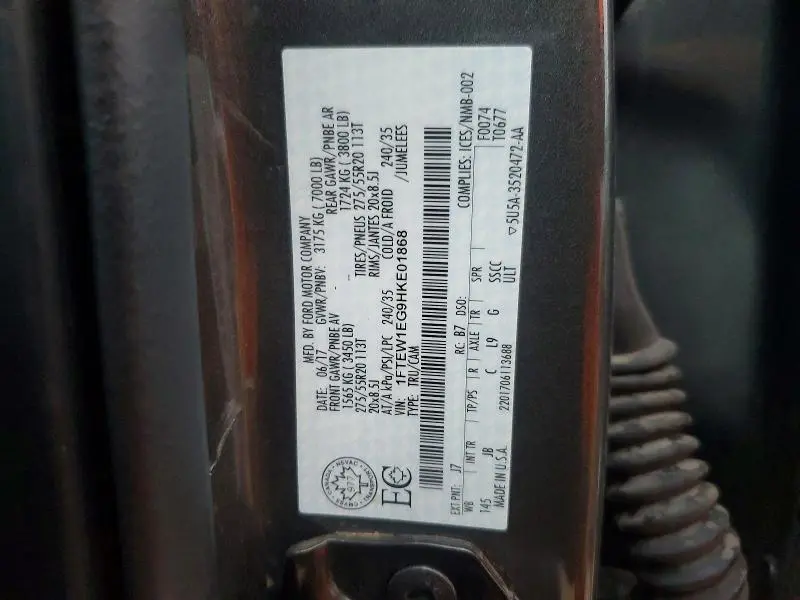 MFD. BY FORD MOTOR COMPANY
DATE: 06/17 GVWR/PNBV: 3175 KG ( 7000 LB)
FRONT GAWR/PNBE AV REAR GAWR/PNBE AR
1565 KG ( 3450 LB) 1724 KG ( 3800 LB)
275/55R20 113T TIRES/PNEUS 275/55R20 113T
20x8.5J RIMS/JANTES 20x8.5J
AT/A kPa/PSI/LPC 240/35 COLD/A FROID 240/35
VIN: 1FTEW1EG9HKE01868 /JUMELEES
TYPE: TRU/CAM
CANADA NSVAC
977
EC
COMPLIES: ICES/NMB-002
EXT PNT: J7 RC: B7 DSO: F0074
T0677
WB INT TR TP/PS R AXLE TR SPR
145 JB C L9 G SSCC
ULT
5U5A-3520472-AA
MADE IN U.S.A. 2201706113688